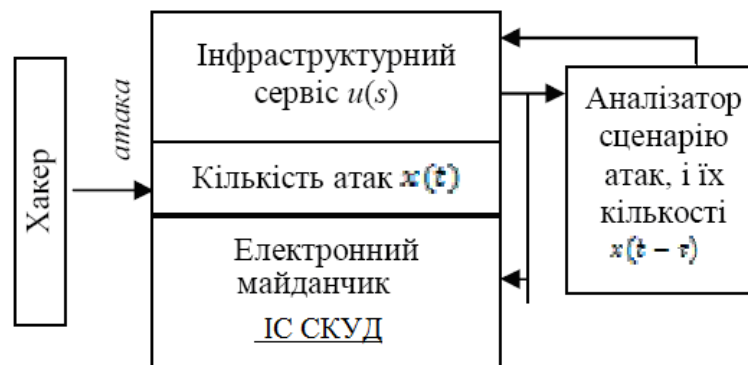 Хакер
атака
Інфраструктурний
сервіс u(s)
Кількість атак x(t)
Електронний
майданчик
ІС СКУД
Аналізатор
сценарію
атак, і їх
кількості
x(t − τ)